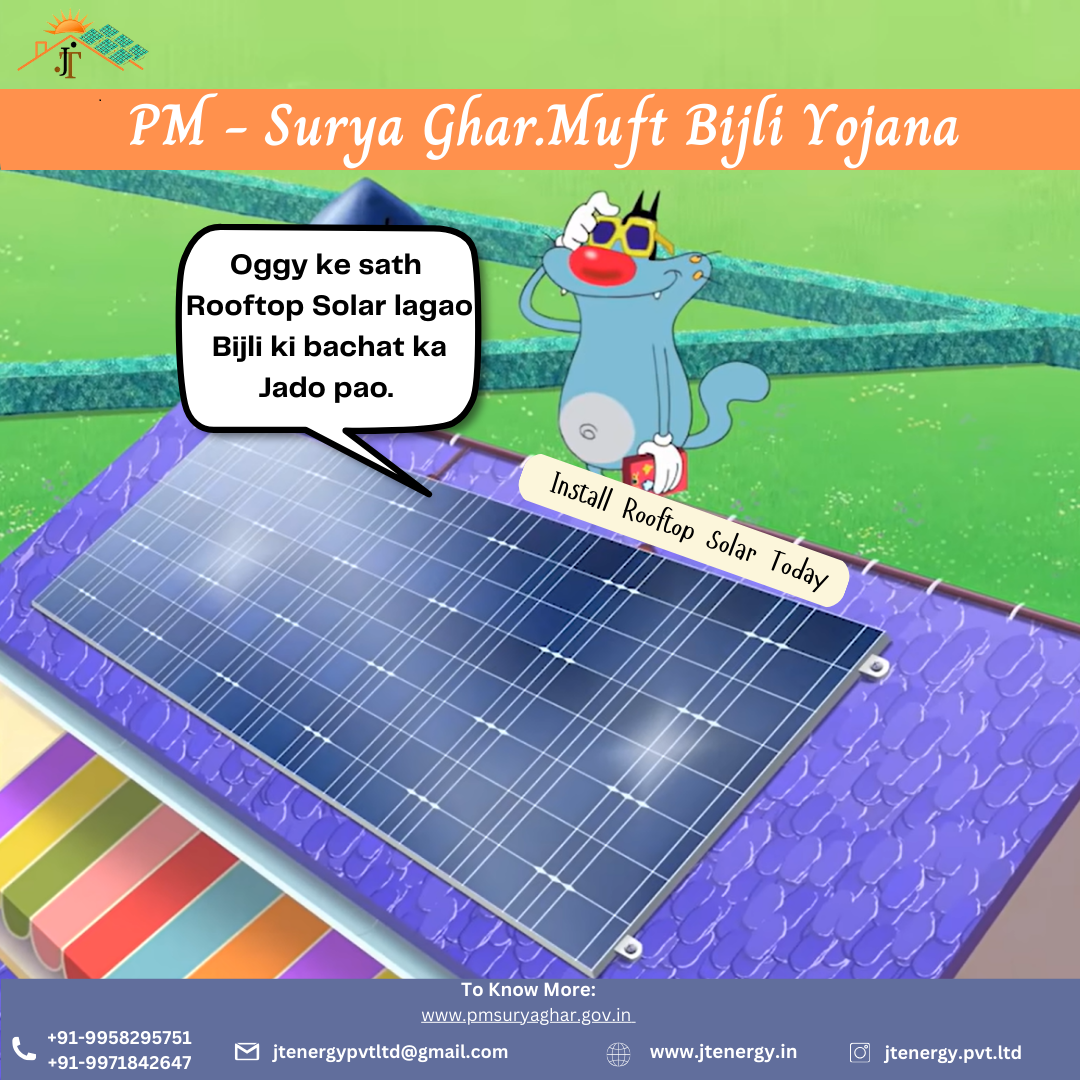 JT
PM - Surya Ghar.Muft Bijli Yojana
Oggy ke sath
Rooftop Solar lagao
Bijli ki bachat ka
Jado pao.
Install Rooftop Solar Today
To Know More:
www.pmsuryaghar.gov.in
+91-9958295751
+91-9971842647
jtenergypvtltd@gmail.com
www.jtenergy.in
jtenergy.pvt.ltd